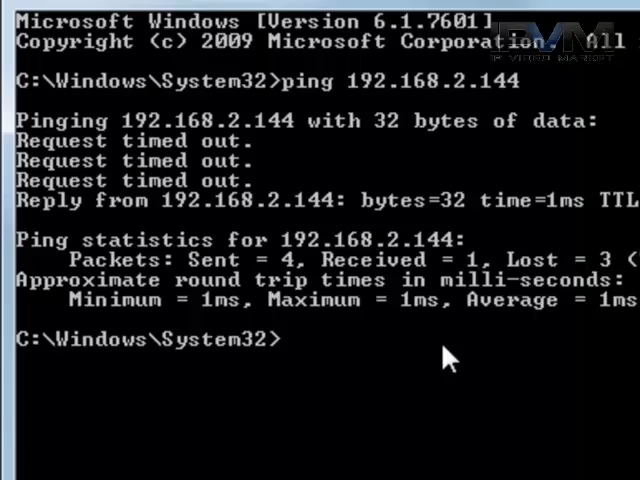 Microsoft Windows [Version 6.1.7601]
Copyright (c) 2009 Microsoft Corporation. All
C:\Windows\System32>ping 192.168.2.144
Pinging 192.168.2.144 with 32 bytes of data:
Request timed out.
Request timed out.
Request timed out.
Reply from 192.168.2.144: bytes=32 time=1ms TTL
Ping statistics for 192.168.2.144:
Packets: Sent = 4, Received = 1, Lost = 3 (
Approximate round trip times in milli-seconds:
Minimum = 1ms, Maximum = 1ms, Average = 1ms
C:\Windows\System32>
IPVM
IP VIDEO MARKET